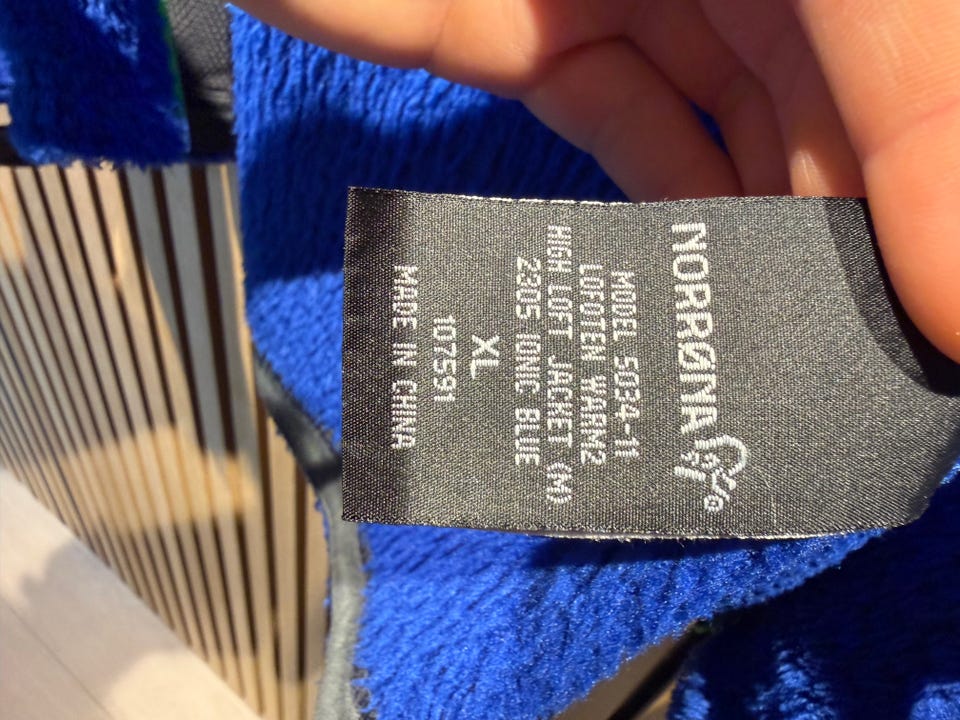 NORRØNA
MODEL 5034-11
LOFOTEN WARM2
HIGH LOFT JACKET (M)
2305 IONIC BLUE
XL
107591
MADE IN CHINA